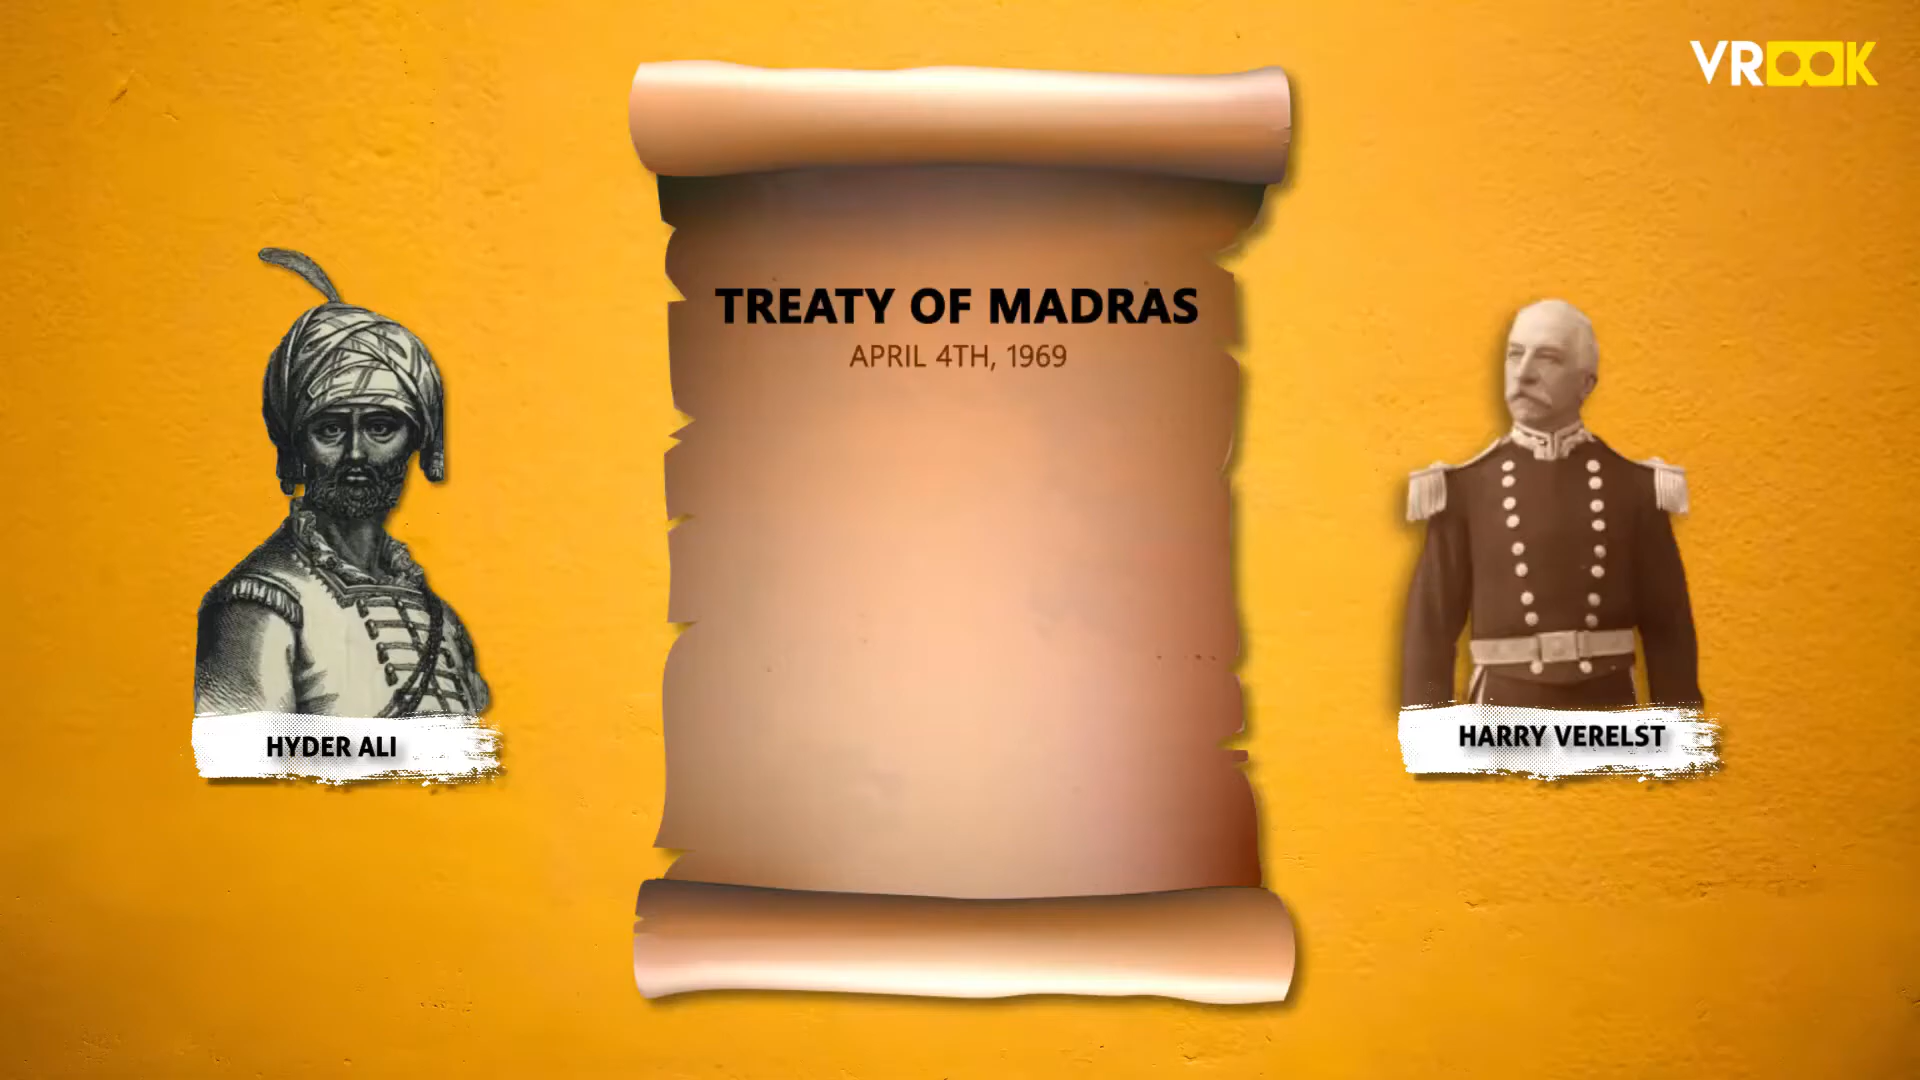 VROOK
TREATY OF MADRAS
APRIL 4TH, 1969
HYDER ALI
HARRY VERELST